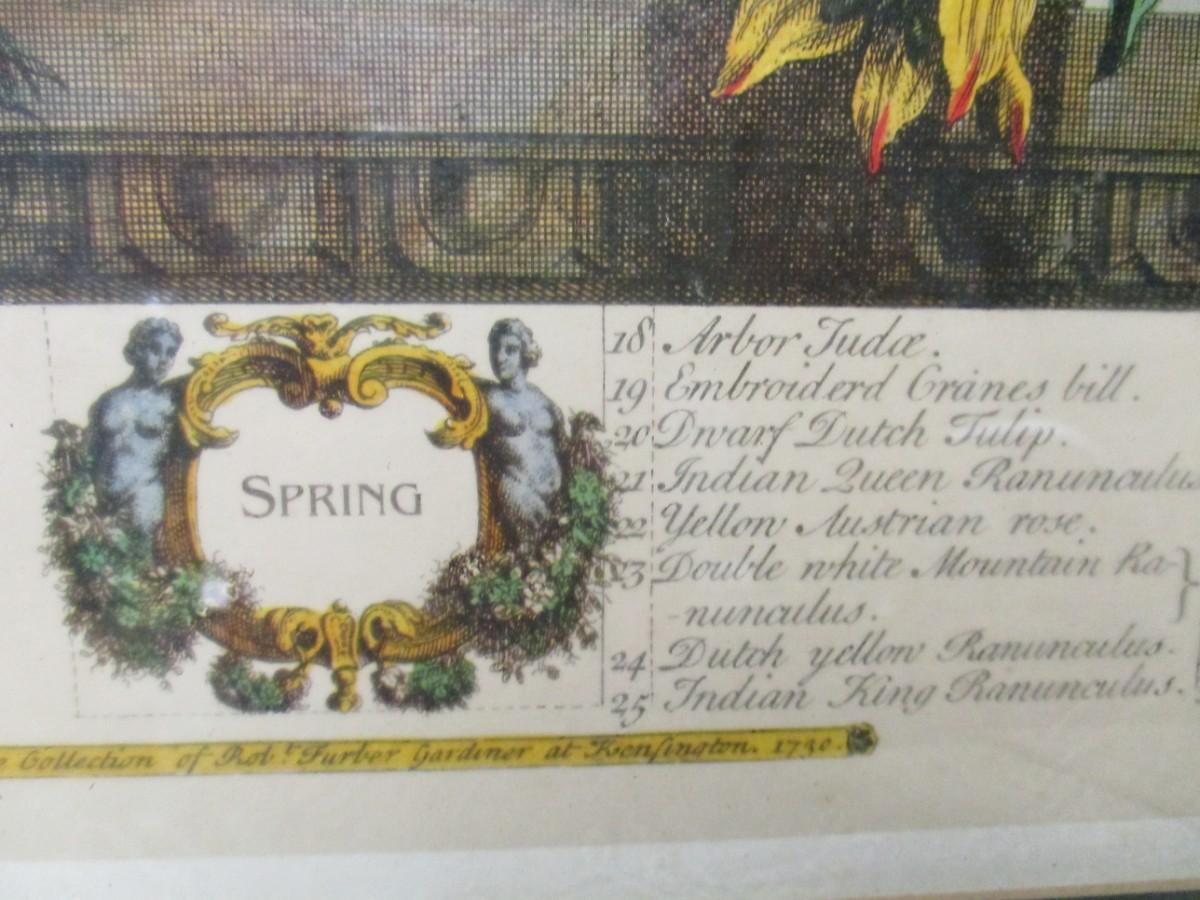 SPRING
18 Arbor Judæ.
19 Embroiderd Cranes bill.
20 Dwarf Dutch Tulip.
21 Indian Queen Ranunculus
22 Yellow Austrian rose.
23 Double white Mountain Ra-
-nunculus.
24 Dutch yellow Ranunculus.
25 Indian King Ranunculus.
Collection of Robt. Furber Gardiner at Kensington. 1730.